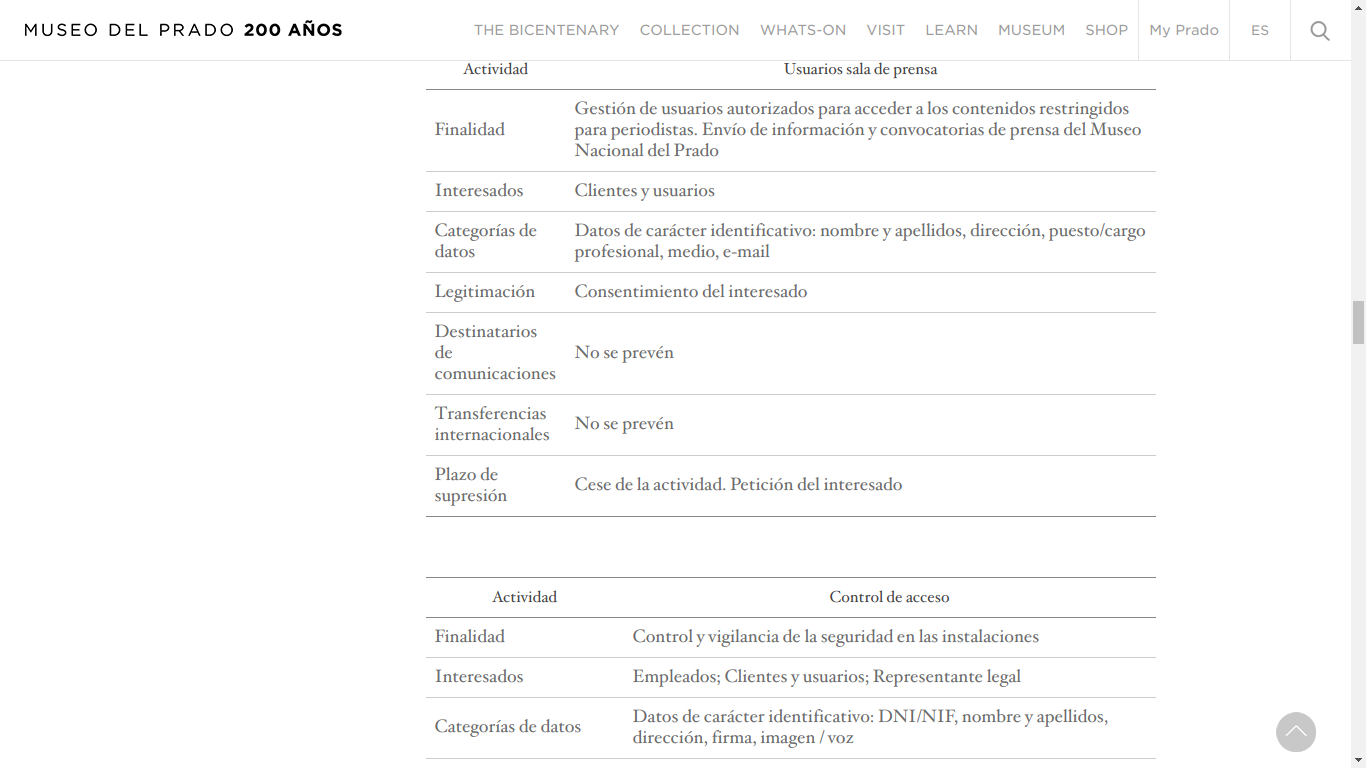 MUSEO DEL PRADO 200 AÑOS
THE BICENTENARY COLLECTION WHATS-ON VISIT LEARN MUSEUM SHOP My Prado ES
Actividad Usuarios sala de prensa
Finalidad
Gestión de usuarios autorizados para acceder a los contenidos restringidos
para periodistas. Envío de información y convocatorias de prensa del Museo
Nacional del Prado
Interesados Clientes y usuarios
Categorías de
datos
Datos de carácter identificativo: nombre y apellidos, dirección, puesto/cargo
profesional, medio, e-mail
Legitimación Consentimiento del interesado
Destinatarios
de
comunicaciones
No se prevén
Transferencias
internacionales
No se prevén
Plazo de
supresión
Cese de la actividad. Petición del interesado
Actividad Control de acceso
Finalidad Control y vigilancia de la seguridad en las instalaciones
Interesados Empleados; Clientes y usuarios; Representante legal
Categorías de datos
Datos de carácter identificativo: DNI/NIF, nombre y apellidos,
dirección, firma, imagen / voz